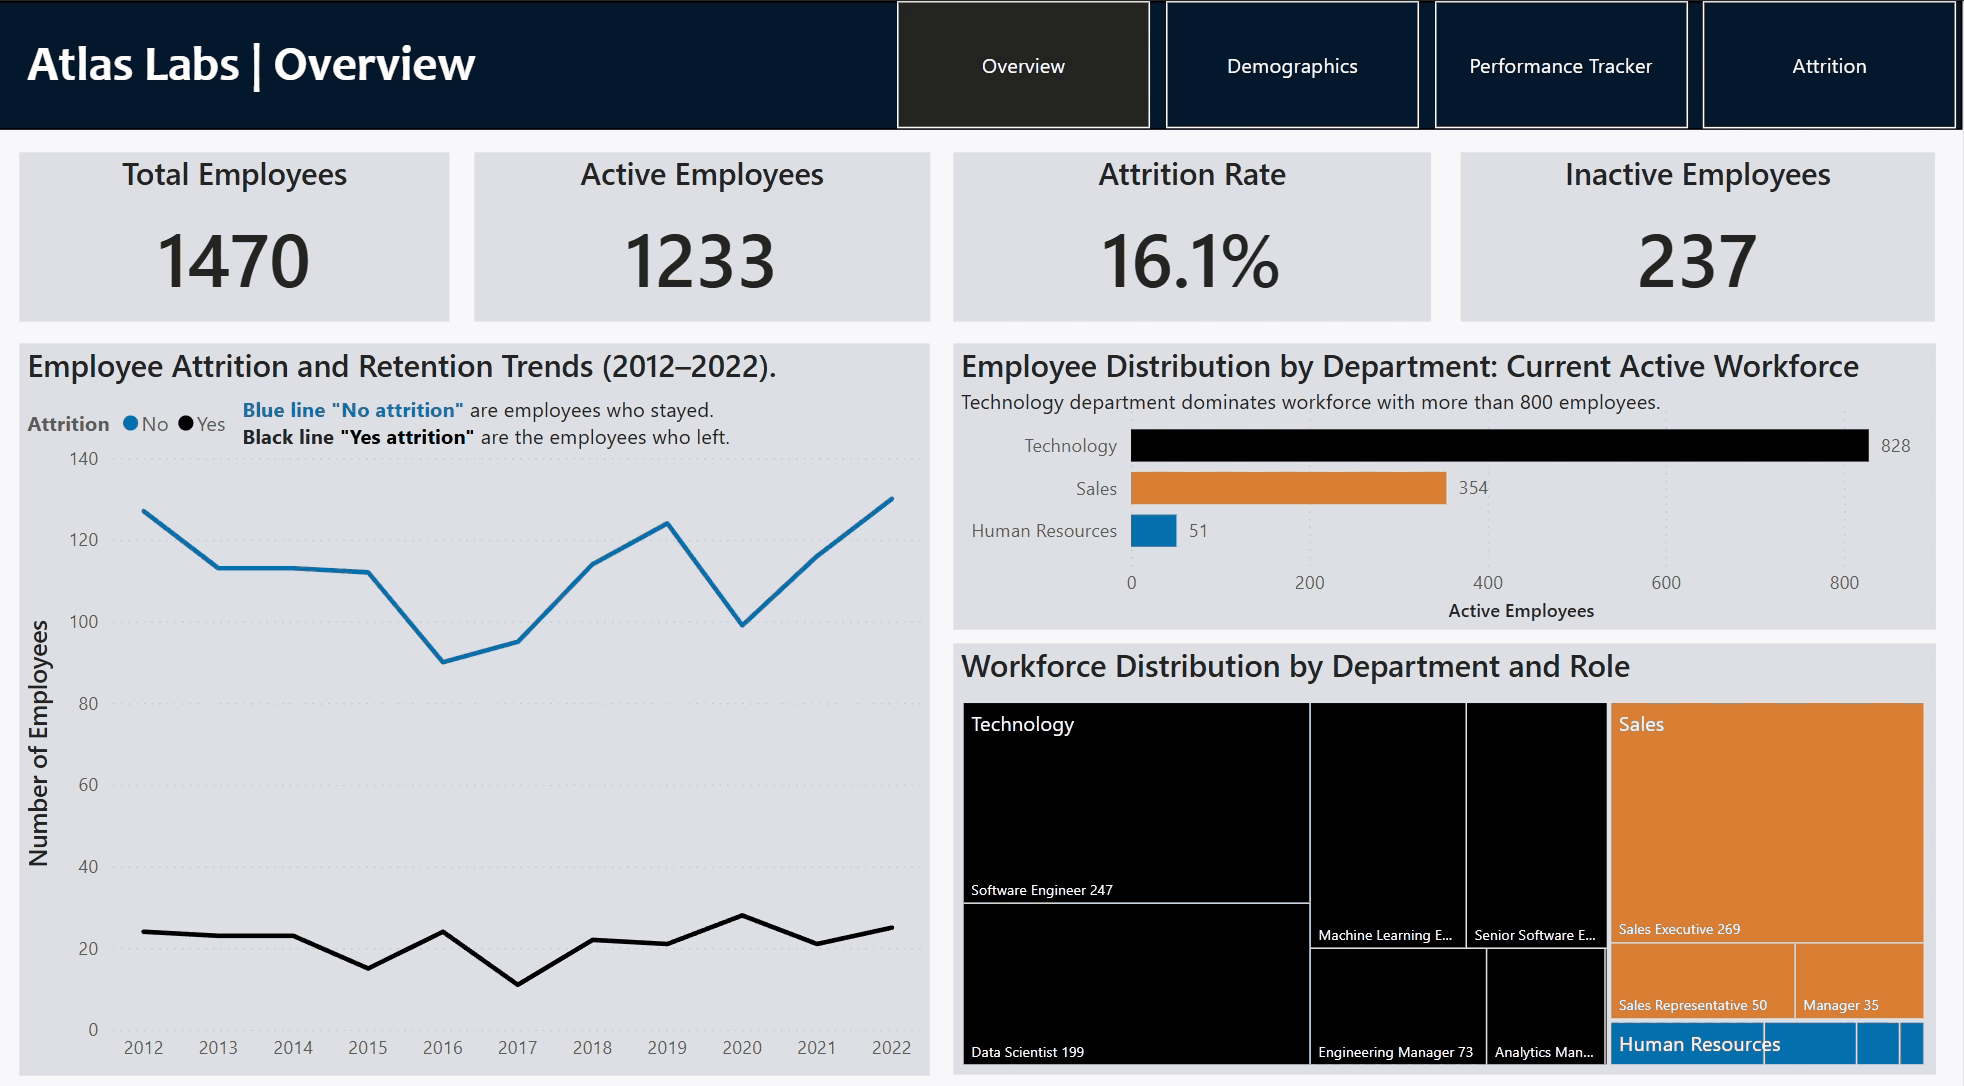 Atlas Labs | Overview
Overview
Demographics
Performance Tracker
Attrition
Total Employees
1470
Active Employees
1233
Attrition Rate
16.1%
Inactive Employees
237
Employee Attrition and Retention Trends (2012–2022).
Attrition No Yes
Blue line "No attrition" are employees who stayed.
Black line "Yes attrition" are the employees who left.
Number of Employees
140
120
100
80
60
40
20
0
2012 2013 2014 2015 2016 2017 2018 2019 2020 2021 2022
Employee Distribution by Department: Current Active Workforce
Technology department dominates workforce with more than 800 employees.
Technology 828
Sales 354
Human Resources 51
0 200 400 600 800
Active Employees
Workforce Distribution by Department and Role
Technology
Software Engineer 247
Data Scientist 199
Machine Learning E...
Senior Software E...
Engineering Manager 73
Analytics Man...
Sales
Sales Executive 269
Sales Representative 50
Manager 35
Human Resources